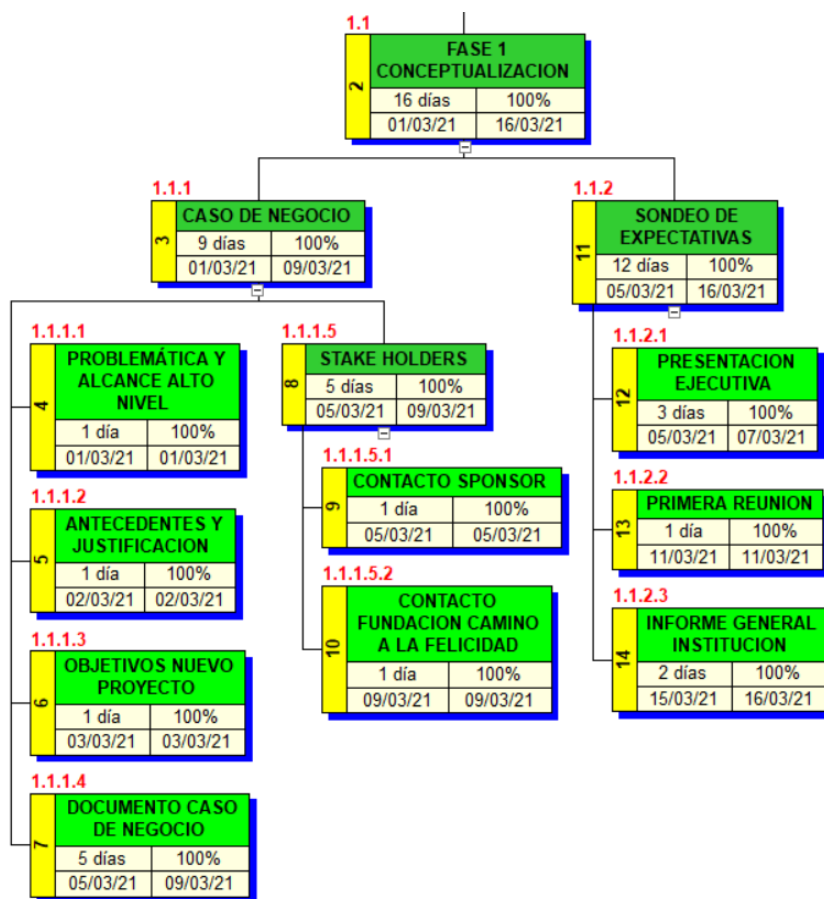 1.1
2
FASE 1
CONCEPTUALIZACION
16 días 100%
01/03/21 16/03/21
1.1.1
3
CASO DE NEGOCIO
9 días 100%
01/03/21 09/03/21
1.1.1.1
4
PROBLEMÁTICA Y
ALCANCE ALTO
NIVEL
1 día 100%
01/03/21 01/03/21
1.1.1.2
5
ANTECEDENTES Y
JUSTIFICACION
1 día 100%
02/03/21 02/03/21
1.1.1.3
6
OBJETIVOS NUEVO
PROYECTO
1 día 100%
03/03/21 03/03/21
1.1.1.4
7
DOCUMENTO CASO
DE NEGOCIO
5 días 100%
05/03/21 09/03/21
1.1.1.5
8
STAKE HOLDERS
5 días 100%
05/03/21 09/03/21
1.1.1.5.1
9
CONTACTO SPONSOR
1 día 100%
05/03/21 05/03/21
1.1.1.5.2
10
CONTACTO
FUNDACION CAMINO
A LA FELICIDAD
1 día 100%
09/03/21 09/03/21
1.1.2
11
SONDEO DE
EXPECTATIVAS
12 días 100%
05/03/21 16/03/21
1.1.2.1
12
PRESENTACION
EJECUTIVA
3 días 100%
05/03/21 07/03/21
1.1.2.2
13
PRIMERA REUNION
1 día 100%
11/03/21 11/03/21
1.1.2.3
14
INFORME GENERAL
INSTITUCION
2 días 100%
15/03/21 16/03/21